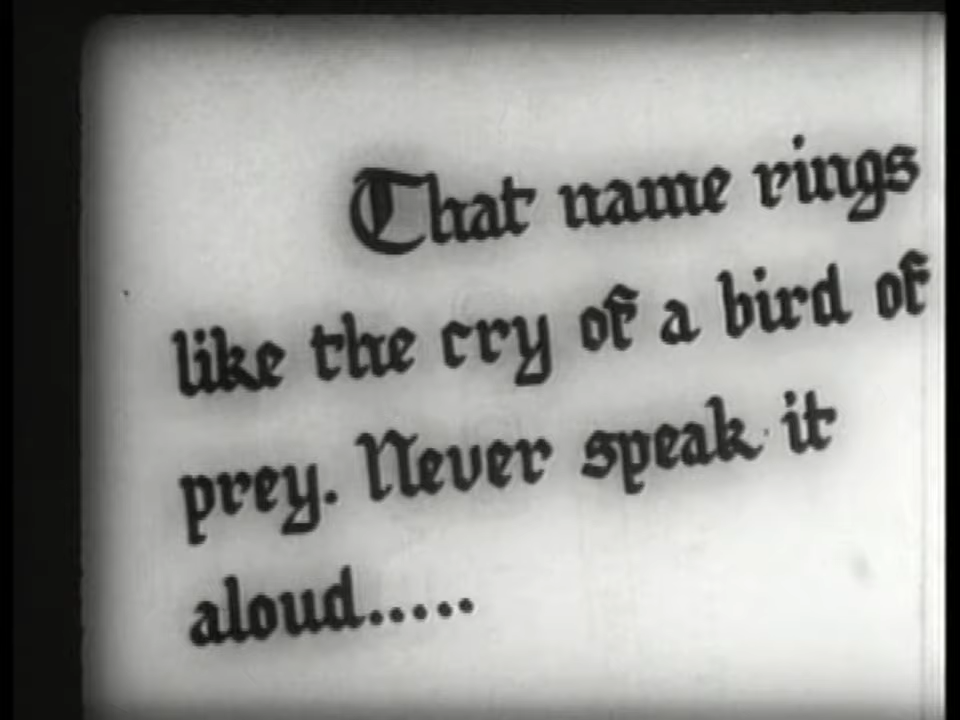 That name rings
like the cry of a bird of
prey. Never speak it
aloud.....